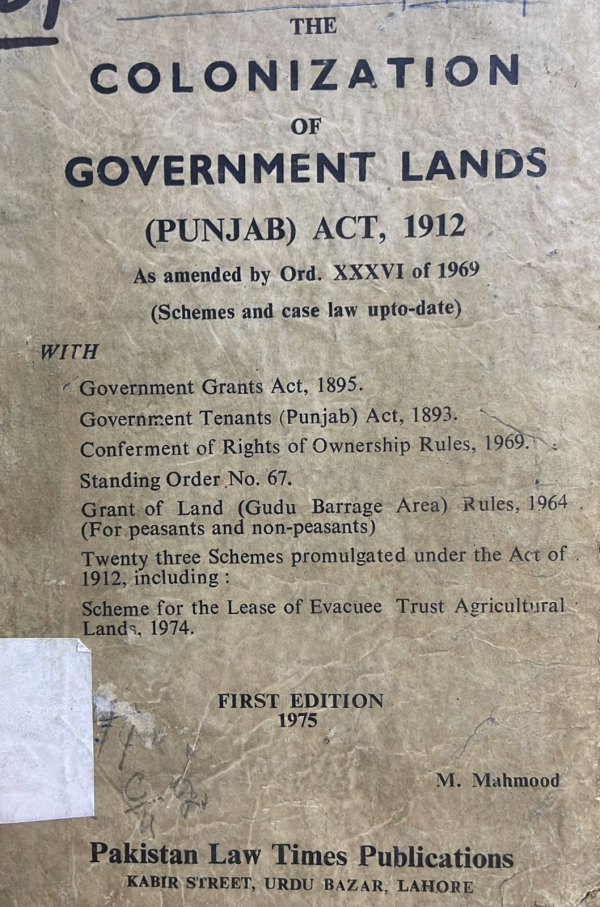 THE
COLONIZATION
OF
GOVERNMENT LANDS
(PUNJAB) ACT, 1912
As amended by Ord. XXXVI of 1969
(Schemes and case law upto-date)
WITH
Government Grants Act, 1895.
Government Tenants (Punjab) Act, 1893.
Conferment of Rights of Ownership Rules, 1969.
Standing Order No. 67.
Grant of Land (Gudu Barrage Area) Rules, 1964
(For peasants and non-peasants)
Twenty three Schemes promulgated under the Act of
1912, including :
Scheme for the Lease of Evacuee Trust Agricultural
Lands, 1974.
FIRST EDITION
1975
M. Mahmood
Pakistan Law Times Publications
KABIR STREET, URDU BAZAR, LAHORE